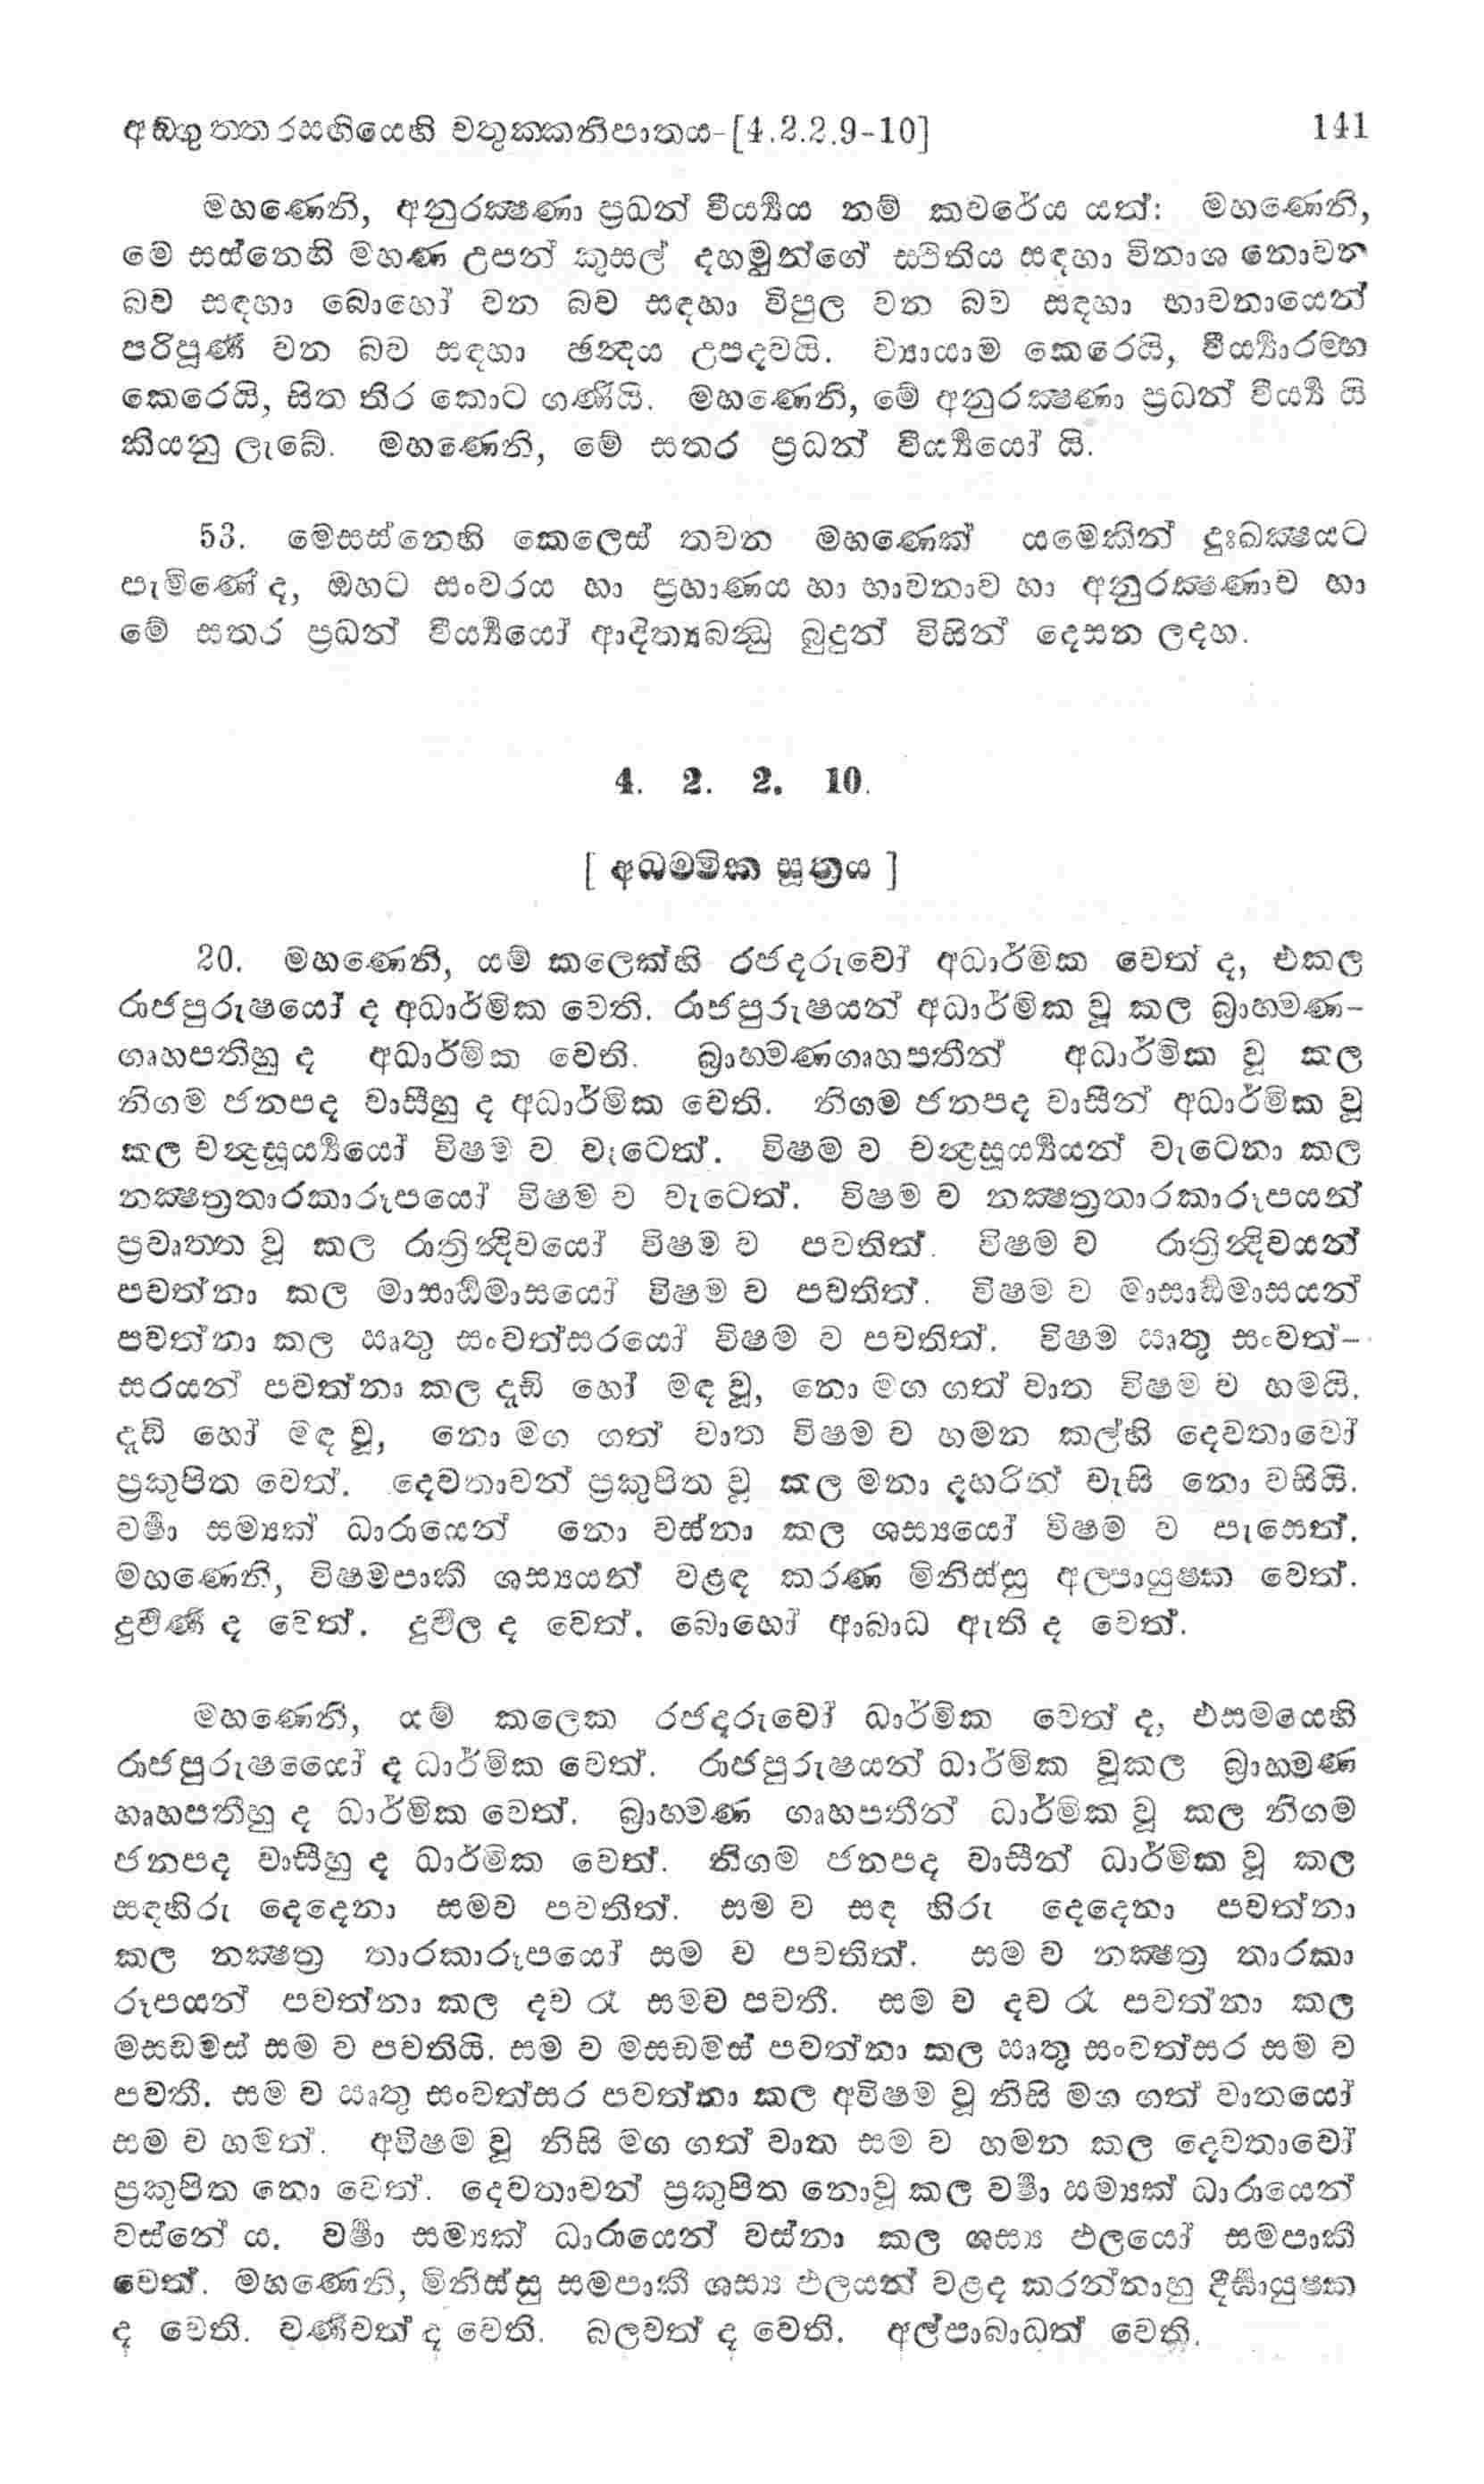 අඞ්ගුත්තරසඟියෙහි චතුක්කනිපාතය-[4.2.2.9-10] 141
මහණෙනි, අනුරක්ෂණා ප්‍රධන් වීර්‍ය්‍යය නම් කවරේය යත්: මහණෙනි,
මේ සස්නෙහි මහණ උපන් කුසල් දහමුන්ගේ ස්ථිතිය සඳහා විනාශ නොවන
බව සඳහා බොහෝ වන බව සඳහා විපුල වන බව සඳහා භාවනායෙන්
පරිපූර්ණ වන බව සඳහා ඡන්දය උපදවයි. ව්‍යායාම කෙරෙයි, වීර්‍ය්‍යාරම්භ
කෙරෙයි, සිත තිර කොට ගණියි. මහණෙනි, මේ අනුරක්ෂණා ප්‍රධන් වීර්‍ය්‍ය යි
කියනු ලැබේ. මහණෙනි, මේ සතර ප්‍රධන් වීර්‍ය්‍යයෝ යි.
53. මෙසස්නෙහි කෙලෙස් තවන මහණෙක් යමෙකින් දුඃඛක්ෂයට
පැමිණේ ද, ඔහට සංවරය හා ප්‍රහාණය හා භාවනාව හා අනුරක්ෂණාව හා
මේ සතර ප්‍රධන් වීර්‍ය්‍යයෝ ආදිත්‍යබන්ධු බුදුන් විසින් දෙසන ලදහ.
4. 2. 2. 10.
[ අධම්මික සූත්‍රය ]
20. මහණෙනි, යම් කලෙක්හි රජදරුවෝ අධාර්මික වෙත් ද, එකල
රාජපුරුෂයෝ ද අධාර්මික වෙති. රාජපුරුෂයන් අධාර්මික වූ කල බ්‍රාහ්මණ-
ගෘහපතිහු ද අධාර්මික වෙති. බ්‍රාහ්මණගෘහපතීන් අධාර්මික වූ කල
නිගම ජනපද වාසීහු ද අධාර්මික වෙති. නිගම ජනපද වාසීන් අධාර්මික වූ
කල චන්ද්‍රසූර්‍ය්‍යයෝ විෂම ව වැටෙත්. විෂම ව චන්ද්‍රසූර්‍ය්‍යයන් වැටෙනා කල
නක්ෂත්‍රතාරකාරූපයෝ විෂම ව වැටෙත්. විෂම ව නක්ෂත්‍රතාරකාරූපයන්
ප්‍රවෘත්ත වූ කල රාත්‍රින්දිවයෝ විෂම ව පවතිත්. විෂම ව රාත්‍රින්දිවයන්
පවත්නා කල මාසාර්ධමාසයෝ විෂම ව පවතිත්. විෂම ව මාසාර්ධමාසයන්
පවත්නා කල ඍතු සංවත්සරයෝ විෂම ව පවතිත්. විෂම ඍතු සංවත්-
සරයන් පවත්නා කල දැඩි හෝ මඳ වූ, නො මග ගත් වාත විෂම ව හමයි.
දැඩි හෝ මඳ වූ, නො මග ගත් වාත විෂම ව හමන කල්හි දෙවතාවෝ
ප්‍රකුපිත වෙත්. දෙවතාවන් ප්‍රකුපිත වූ කල මනා දහරින් වැසි නො වසියි.
වර්ෂා සම්‍යක් ධාරායෙන් නො වස්නා කල ශස්‍යයෝ විෂම ව පැසෙත්.
මහණෙනි, විෂමපාකී ශස්‍යයන් වළඳ කරණ මිනිස්සු අල්පායුෂ්ක වෙත්.
දුර්වර්ණ ද වෙත්. දුර්වල ද වෙත්. බොහෝ ආබාධ ඇති ද වෙත්.
මහණෙනි, යම් කලෙක රජදරුවෝ ධාර්මික වෙත් ද, එසමයෙහි
රාජපුරුෂයෝ ද ධාර්මික වෙත්. රාජපුරුෂයන් ධාර්මික වූකල බ්‍රාහ්මණ
ගෘහපතිහු ද ධාර්මික වෙත්. බ්‍රාහ්මණ ගෘහපතීන් ධාර්මික වූ කල නිගම
ජනපද වාසීහු ද ධාර්මික වෙත්. නිගම ජනපද වාසීන් ධාර්මික වූ කල
සඳහිරු දෙදෙනා සමව පවතිත්. සම ව සඳ හිරු දෙදෙනා පවත්නා
කල නක්ෂත්‍ර තාරකාරූපයෝ සම ව පවතිත්. සම ව නක්ෂත්‍ර තාරකා
රූපයන් පවත්නා කල දව රෑ සමව පවතී. සම ව දව රෑ පවත්නා කල
මසඩමස් සම ව පවතියි. සම ව මසඩමස් පවත්නා කල ඍතු සංවත්සර සම ව
පවතී. සම ව ඍතු සංවත්සර පවත්නා කල අවිෂම වූ නිසි මග ගත් වාතයෝ
සම ව හමත්. අවිෂම වූ නිසි මග ගත් වාත සම ව හමන කල දෙවතාවෝ
ප්‍රකුපිත නො වෙත්. දෙවතාවන් ප්‍රකුපිත නොවූ කල වර්ෂා සම්‍යක් ධාරායෙන්
වස්නේ ය. වර්ෂා සම්‍යක් ධාරායෙන් වස්නා කල ශස්‍ය ඵලයෝ සමපාකී
වෙත්. මහණෙනි, මිනිස්සු සමපාකී ශස්‍ය ඵලයන් වළඳ කරන්නාහු දීර්ඝායුෂ්ක
ද වෙති. වර්ණවත් ද වෙති. බලවත් ද වෙති. අල්පාබාධත් වෙති.